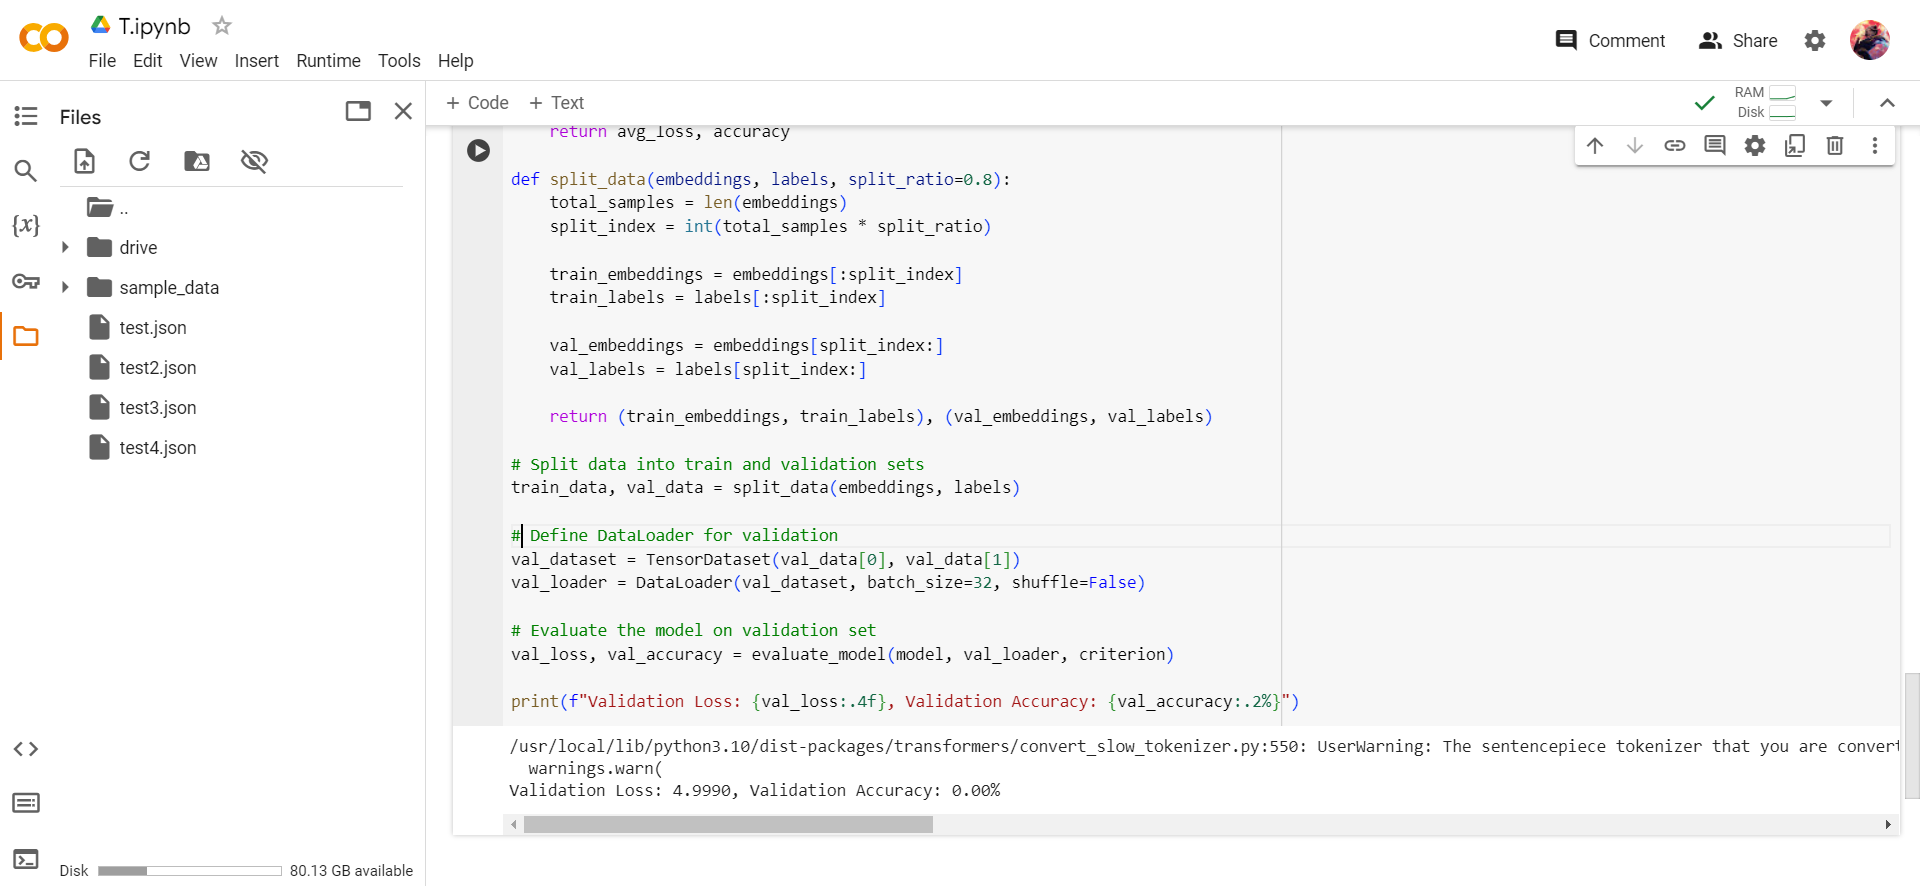 T.ipynb
File Edit View Insert Runtime Tools Help
Comment Share
Files
+ Code + Text
RAM
Disk
..
drive
sample_data
test.json
test2.json
test3.json
test4.json
{x}
Disk 80.13 GB available
    return avg_loss, accuracy
def split_data(embeddings, labels, split_ratio=0.8):
    total_samples = len(embeddings)
    split_index = int(total_samples * split_ratio)
    train_embeddings = embeddings[:split_index]
    train_labels = labels[:split_index]
    val_embeddings = embeddings[split_index:]
    val_labels = labels[split_index:]
    return (train_embeddings, train_labels), (val_embeddings, val_labels)
# Split data into train and validation sets
train_data, val_data = split_data(embeddings, labels)
# Define DataLoader for validation
val_dataset = TensorDataset(val_data[0], val_data[1])
val_loader = DataLoader(val_dataset, batch_size=32, shuffle=False)
# Evaluate the model on validation set
val_loss, val_accuracy = evaluate_model(model, val_loader, criterion)
print(f"Validation Loss: {val_loss:.4f}, Validation Accuracy: {val_accuracy:.2%}")
/usr/local/lib/python3.10/dist-packages/transformers/convert_slow_tokenizer.py:550: UserWarning: The sentencepiece tokenizer that you are convert
  warnings.warn(
Validation Loss: 4.9990, Validation Accuracy: 0.00%